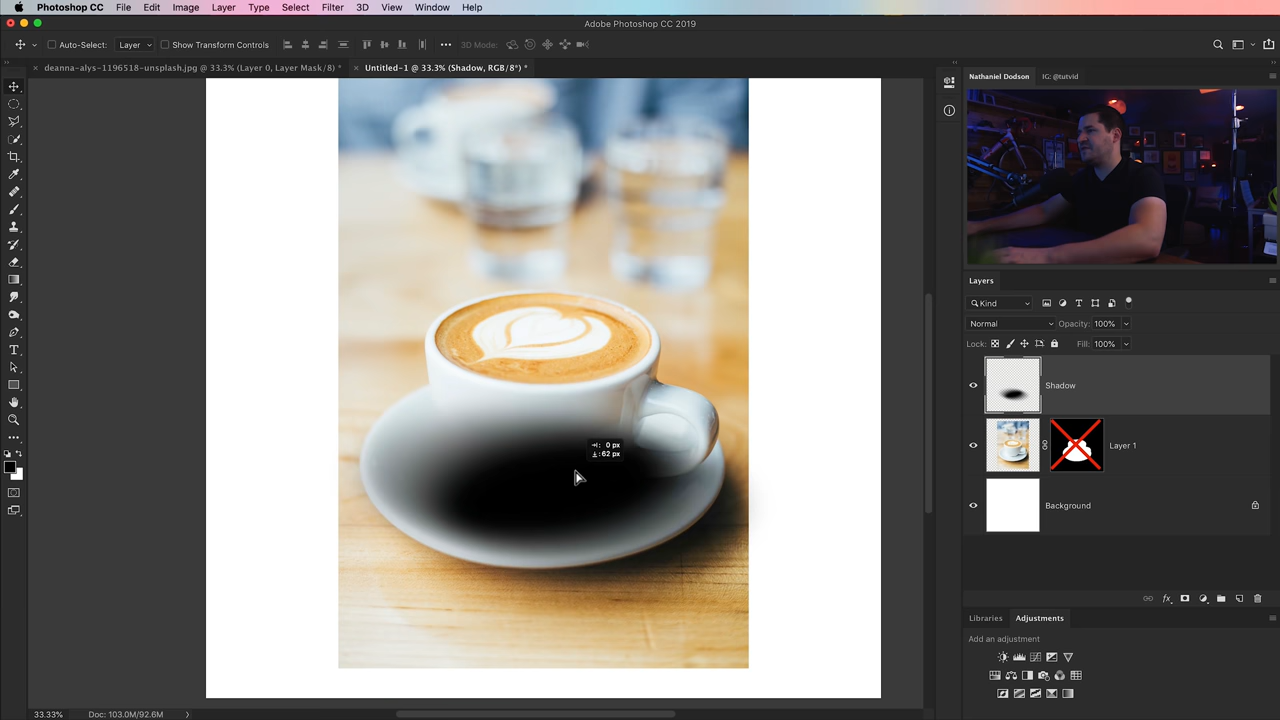 Photoshop CC File Edit Image Layer Type Select Filter 3D View Window Help
Adobe Photoshop CC 2019
Auto-Select: Layer Show Transform Controls 3D Mode:
deanna-alys-1196518-unsplash.jpg @ 33.3% (Layer 0, Layer Mask/8) *
Untitled-1 @ 33.3% (Shadow, RGB/8*) *
Nathaniel Dodson IG: @tutvid
Layers
Kind
Normal Opacity: 100%
Lock: Fill: 100%
Shadow
Layer 1
Background
fx
: 0 px
: 62 px
Libraries Adjustments
Add an adjustment
33.33% Doc: 103.0M/92.6M